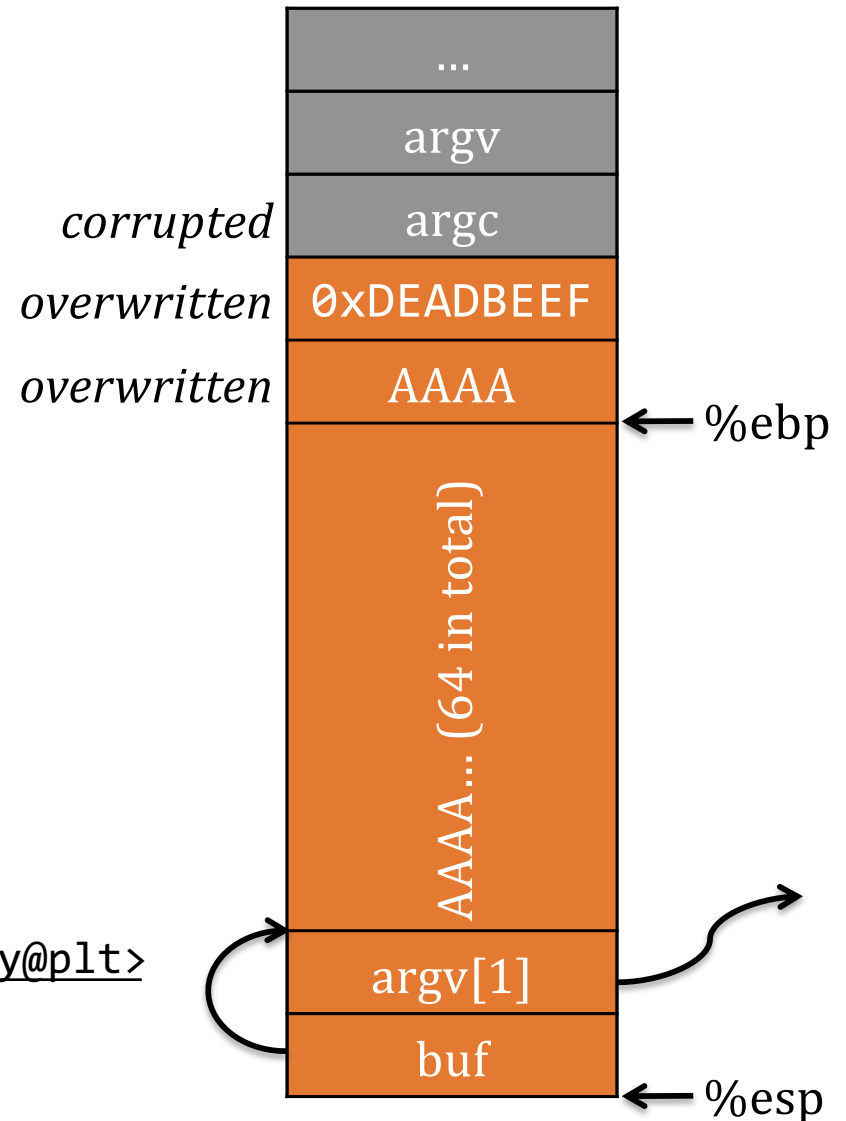 ...
argv
corrupted argc
overwritten 0xDEADBEEF
overwritten AAAA
%ebp
AAAA... (64 in total)
y@plt>
argv[1]
buf
%esp